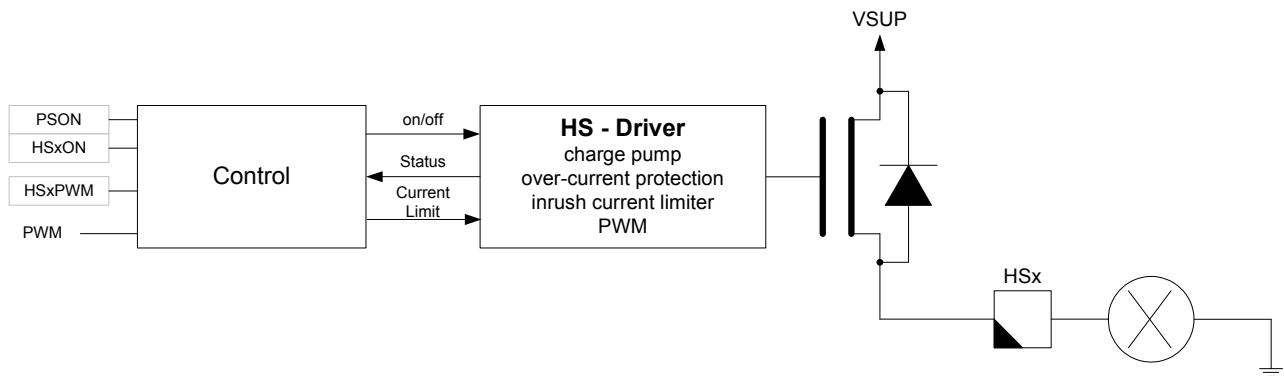 VSUP
PSON
HSxON
HSxPWM
PWM
Control
on/off
Status
Current
Limit
HS - Driver
charge pump
over-current protection
inrush current limiter
PWM
HSx